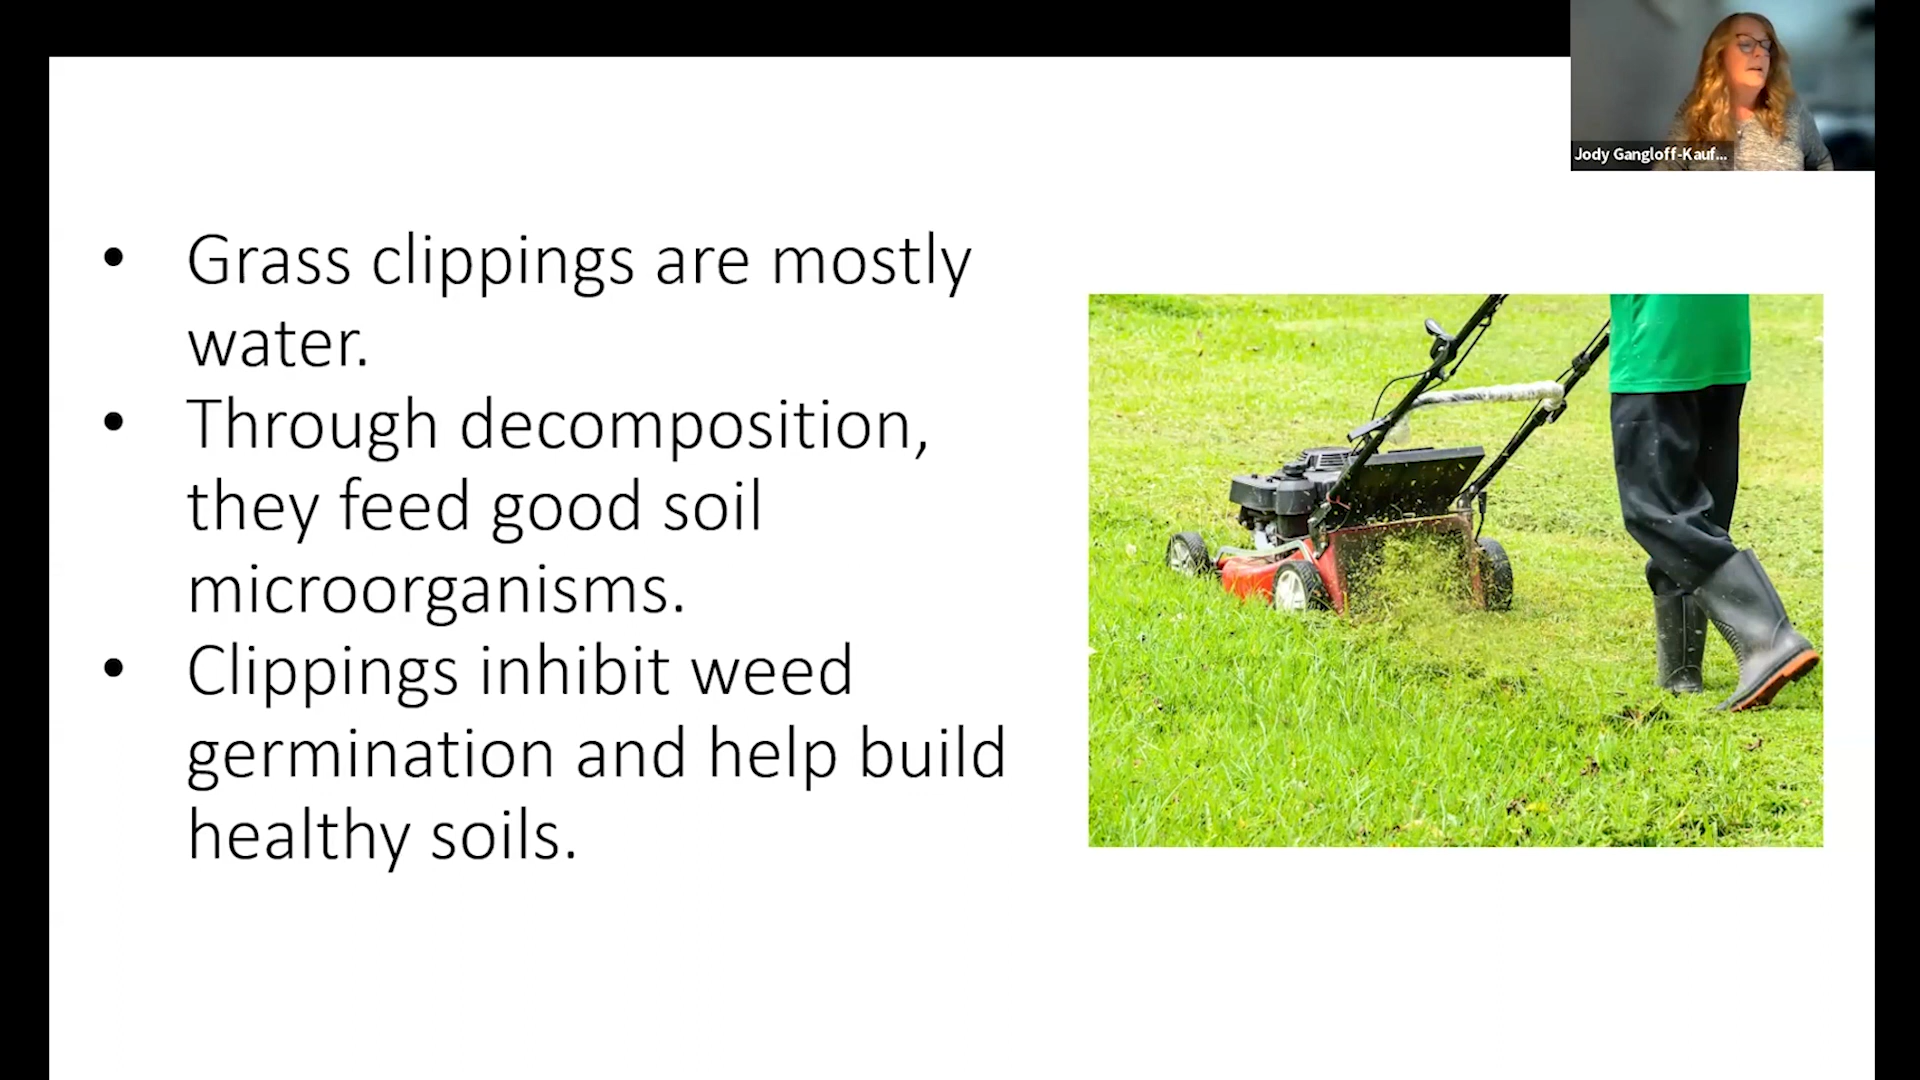 Jody Gangloff-Kauf...
• Grass clippings are mostly
water.
• Through decomposition,
they feed good soil
microorganisms.
• Clippings inhibit weed
germination and help build
healthy soils.